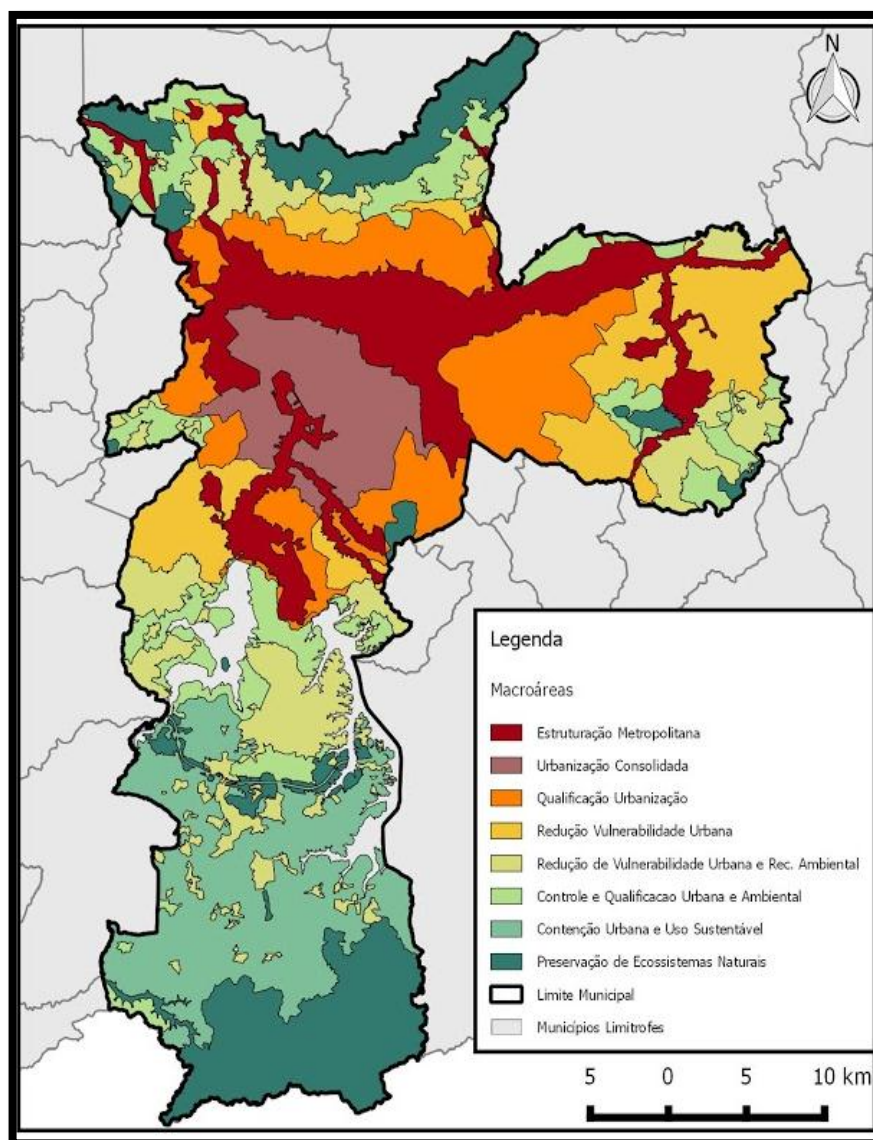 N
Legenda
Macroáreas
Estruturação Metropolitana
Urbanização Consolidada
Qualificação Urbanização
Redução Vulnerabilidade Urbana
Redução de Vulnerabilidade Urbana e Rec. Ambiental
Controle e Qualificacao Urbana e Ambiental
Contenção Urbana e Uso Sustentável
Preservação de Ecossistemas Naturais
Limite Municipal
Municípios Limitrofes
5 0 5 10 km